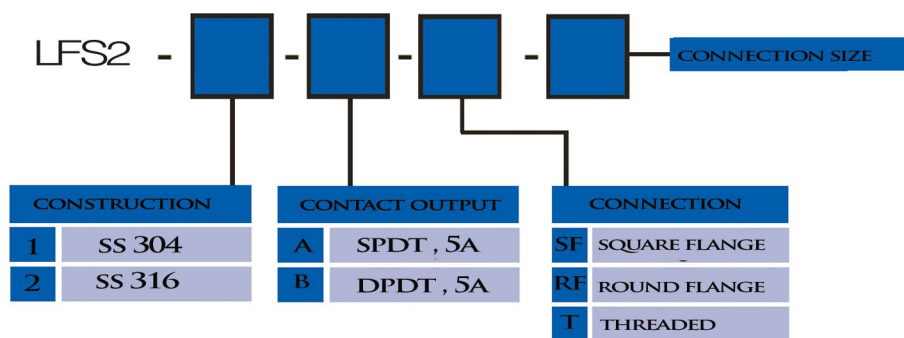 LFS2 - - - - CONNECTION SIZE
CONSTRUCTION
1 SS 304
2 SS 316
CONTACT OUTPUT
A SPDT , 5A
B DPDT , 5A
CONNECTION
SF SQUARE FLANGE
RF ROUND FLANGE
T THREADED